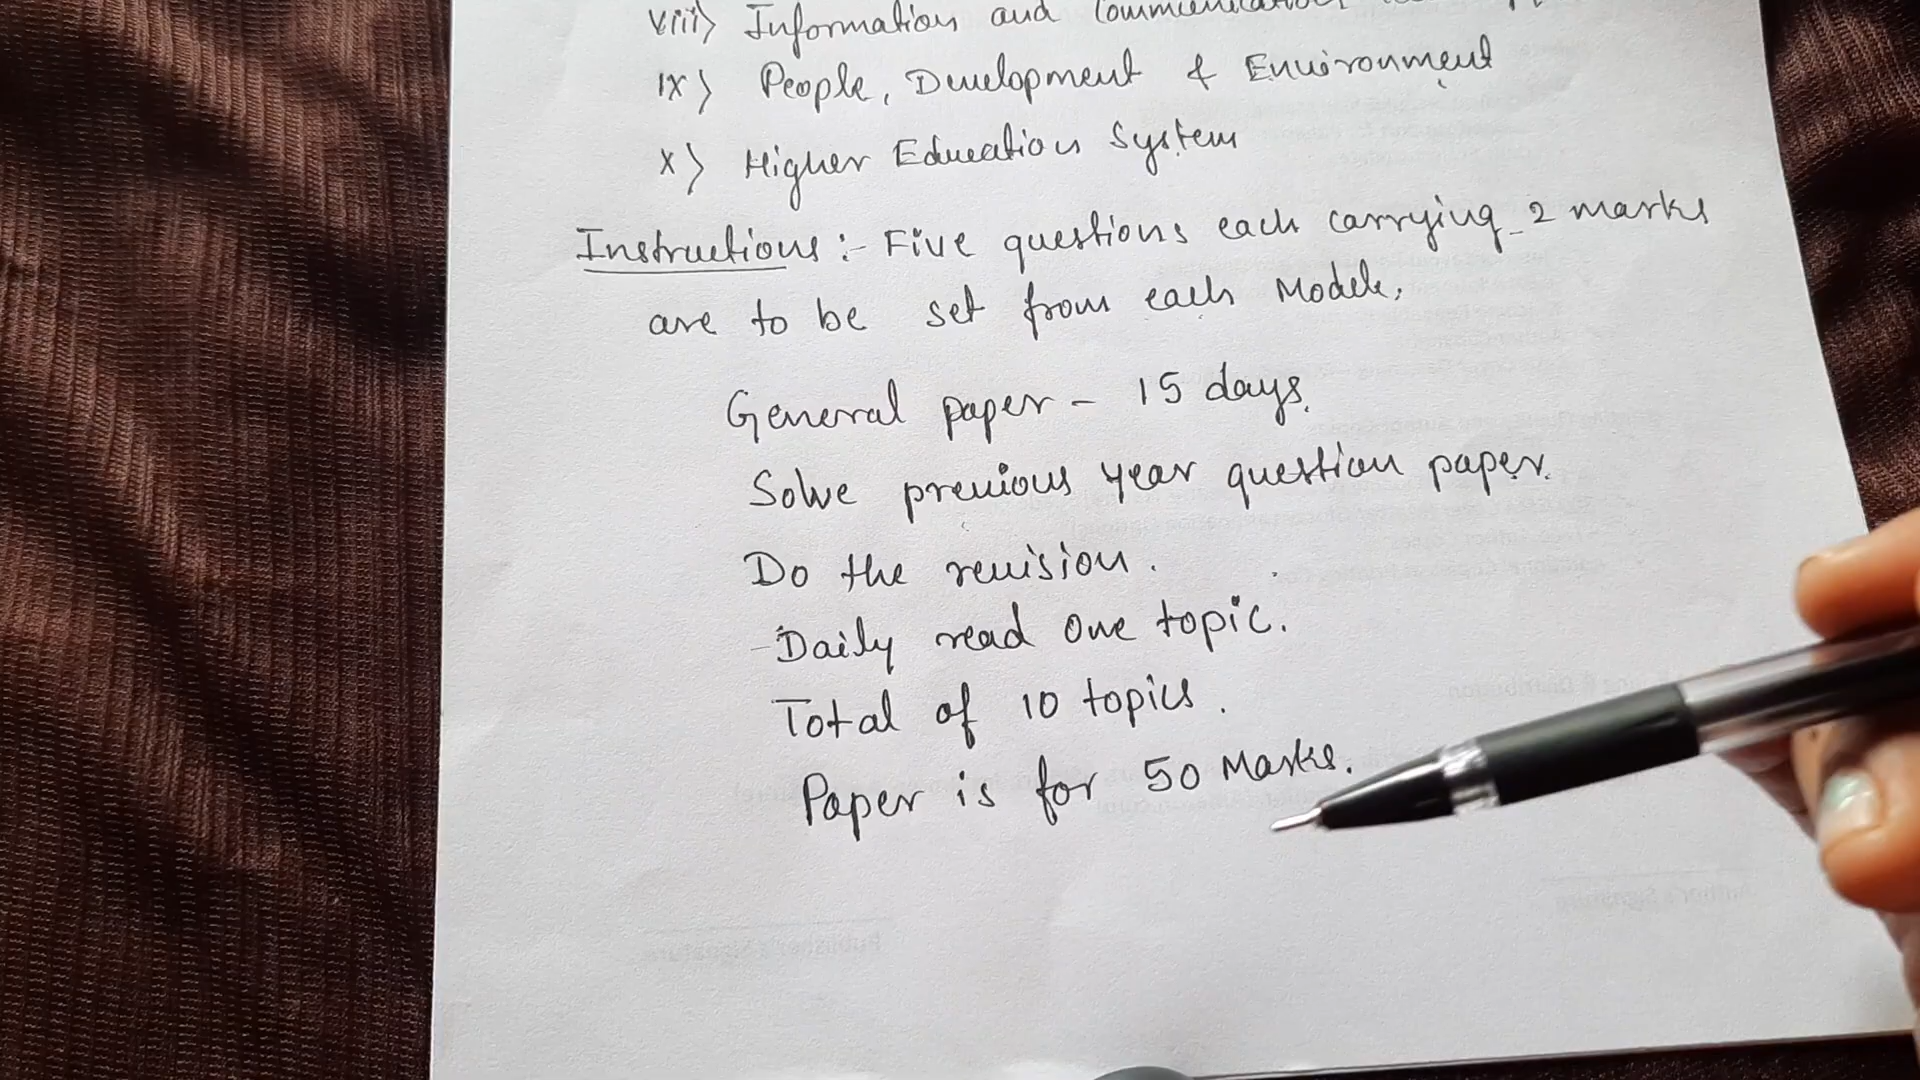 viii) Information and Communication
ix) People, Development & Environment
x) Higher Education System
Instructions :- Five questions each carrying 2 marks
are to be set from each Module.
General paper - 15 days.
Solve previous year question paper.
Do the revision.
- Daily read one topic.
Total of 10 topics.
Paper is for 50 Marks.